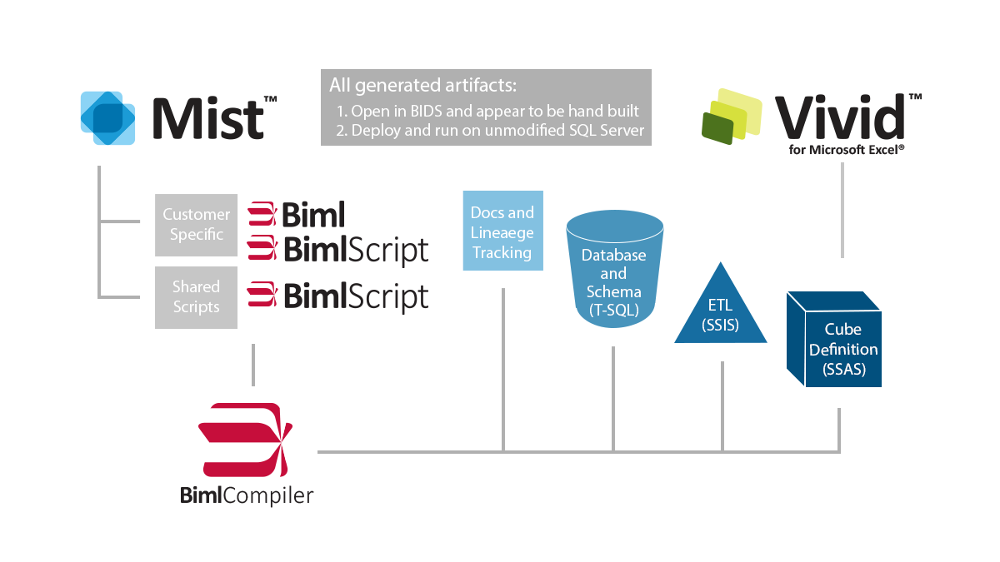 Mist™
All generated artifacts:
1. Open in BIDS and appear to be hand built
2. Deploy and run on unmodified SQL Server
Vivid™
for Microsoft Excel®
Customer
Specific
Biml
BimlScript
Shared
Scripts
BimlScript
Docs and
Lineaege
Tracking
Database
and
Schema
(T-SQL)
ETL
(SSIS)
Cube
Definition
(SSAS)
BimlCompiler